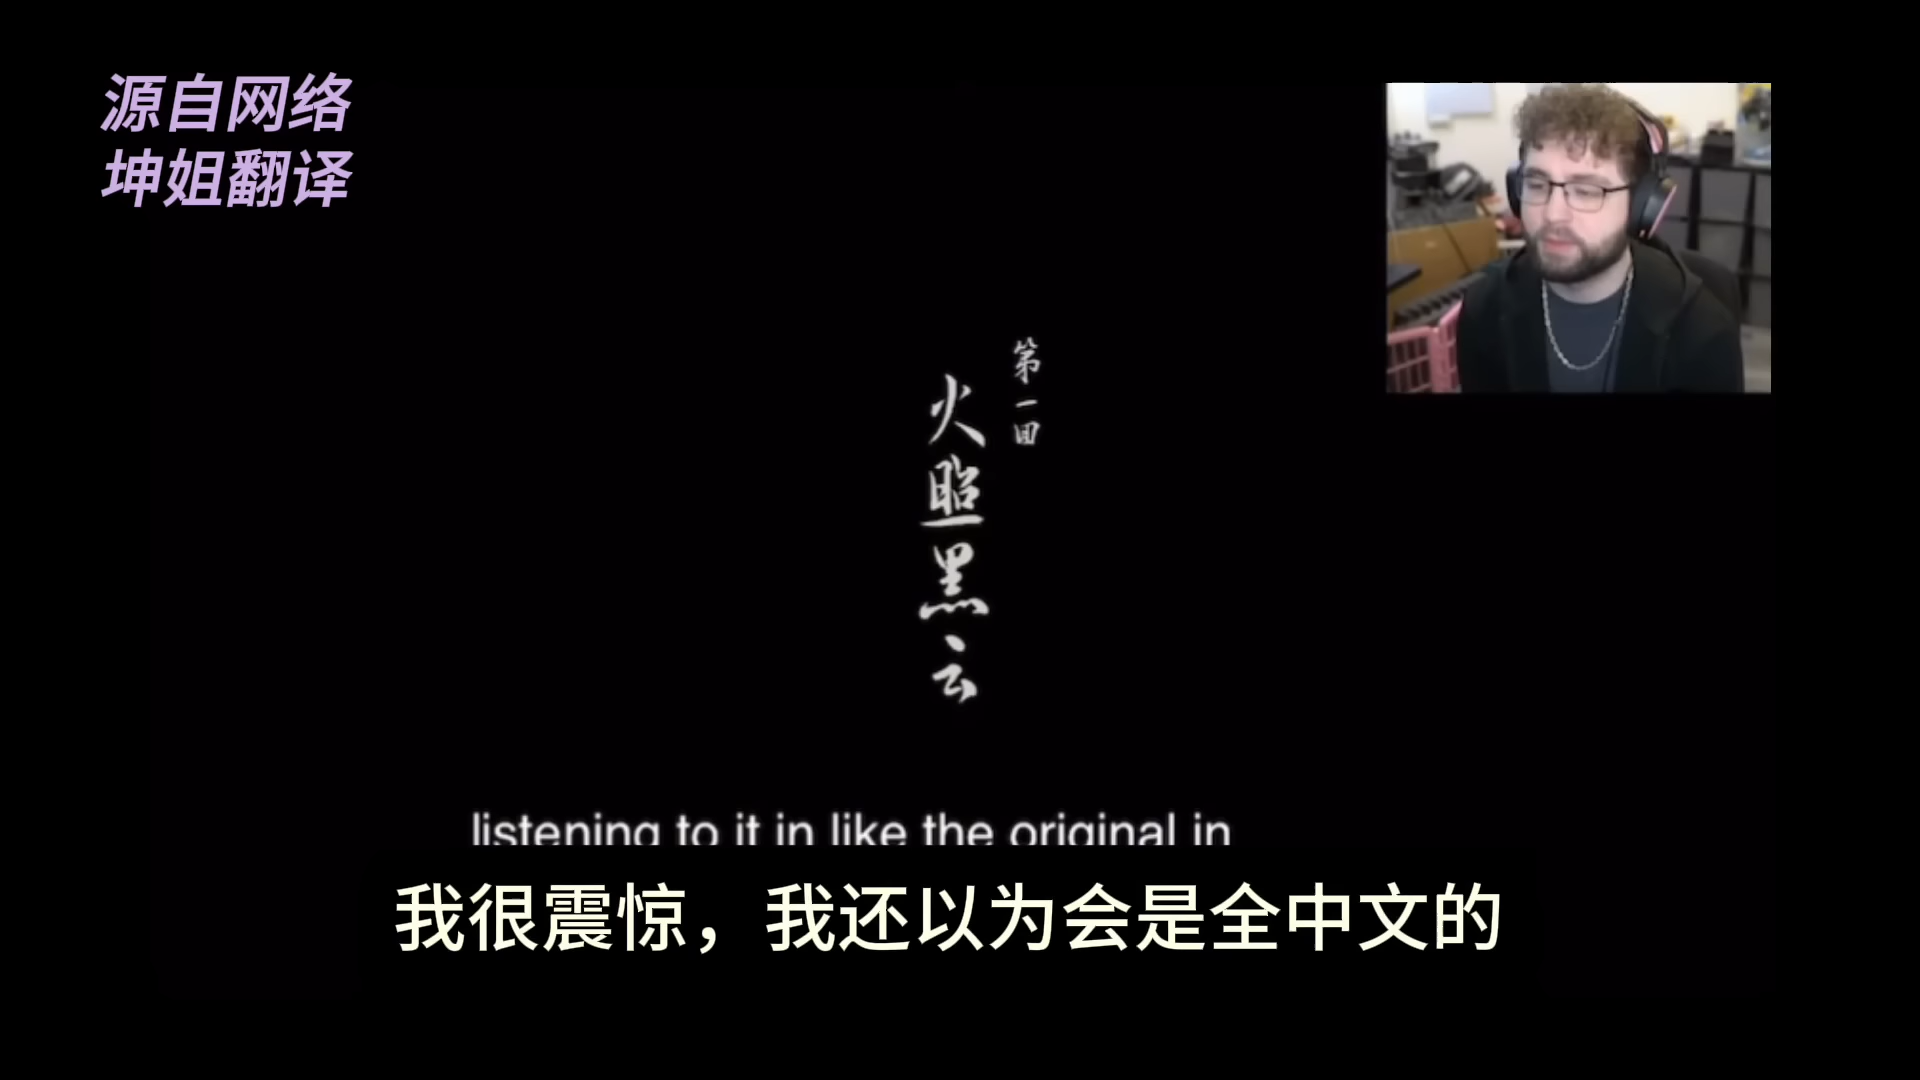 源自网络
坤姐翻译
第一回
火照黑云
listening to it in like the original in
我很震惊，我还以为会是全中文的